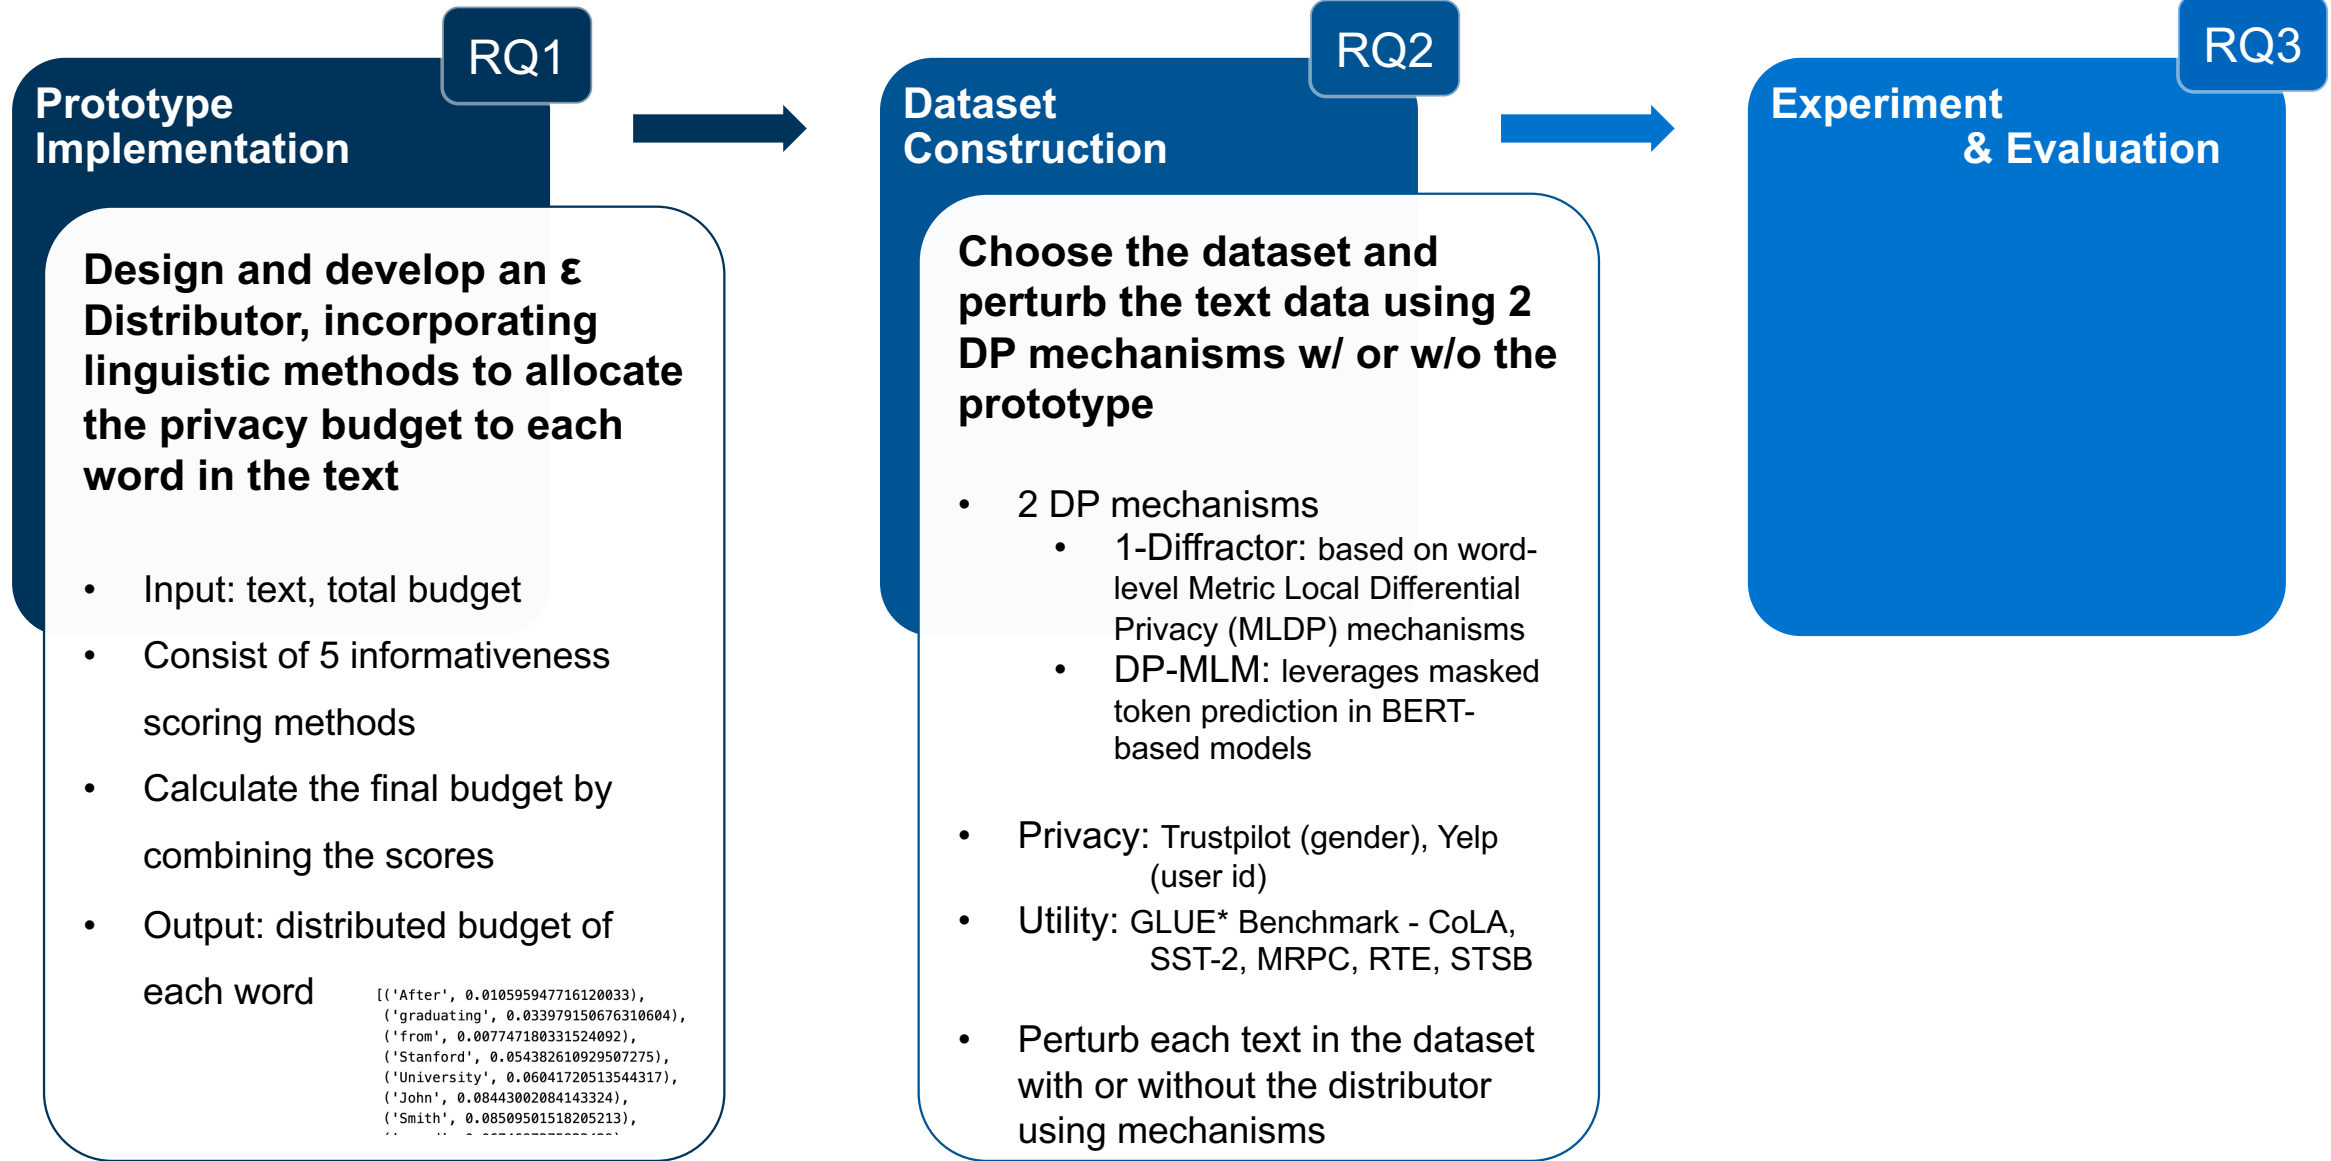 RQ1
Prototype
Implementation
Design and develop an ε
Distributor, incorporating
linguistic methods to allocate
the privacy budget to each
word in the text
• Input: text, total budget
• Consist of 5 informativeness
scoring methods
• Calculate the final budget by
combining the scores
• Output: distributed budget of
each word
[('After', 0.010595947716120033),
('graduating', 0.033979150676310604),
('from', 0.007747180331524092),
('Stanford', 0.054382610929507275),
('University', 0.06041720513544317),
('John', 0.08443002084143324),
('Smith', 0.08509501518205213),
RQ2
Dataset
Construction
Choose the dataset and
perturb the text data using 2
DP mechanisms w/ or w/o the
prototype
• 2 DP mechanisms
• 1-Diffractor: based on word-
level Metric Local Differential
Privacy (MLDP) mechanisms
• DP-MLM: leverages masked
token prediction in BERT-
based models
• Privacy: Trustpilot (gender), Yelp
(user id)
• Utility: GLUE* Benchmark - CoLA,
SST-2, MRPC, RTE, STSB
• Perturb each text in the dataset
with or without the distributor
using mechanisms
RQ3
Experiment
& Evaluation